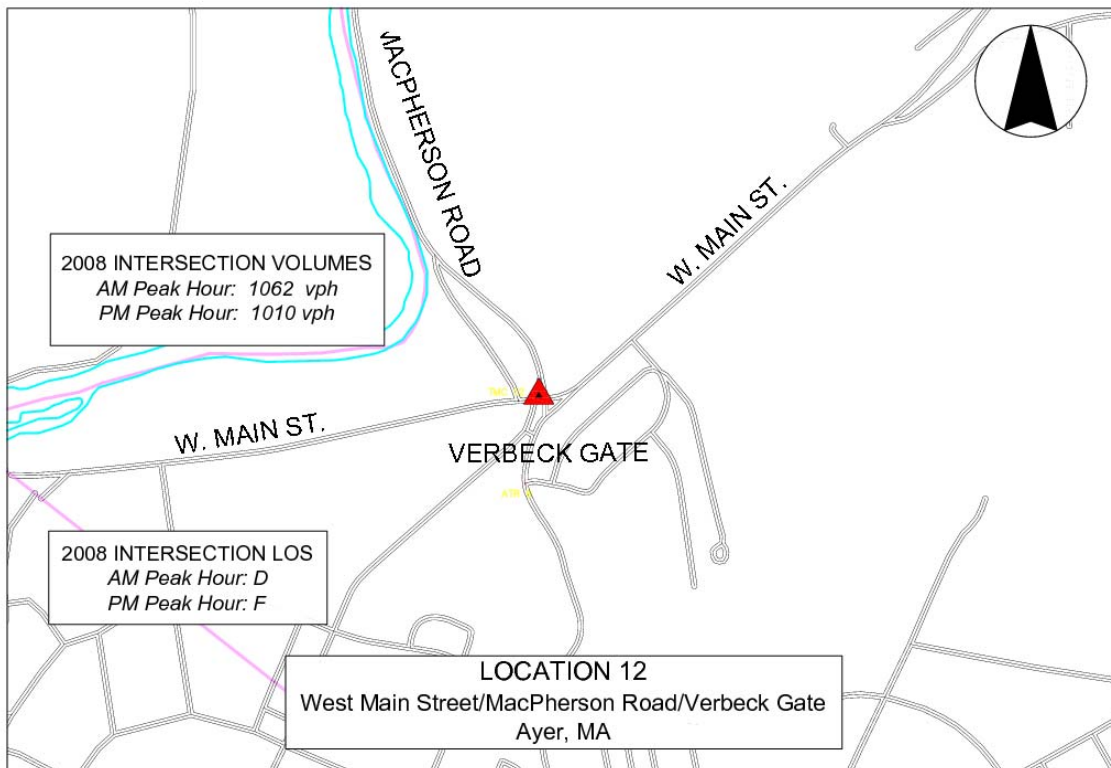 MACPHERSON ROAD
W. MAIN ST.
2008 INTERSECTION VOLUMES
AM Peak Hour: 1062 vph
PM Peak Hour: 1010 vph
W. MAIN ST.
VERBECK GATE
2008 INTERSECTION LOS
AM Peak Hour: D
PM Peak Hour: F
LOCATION 12
West Main Street/MacPherson Road/Verbeck Gate
Ayer, MA